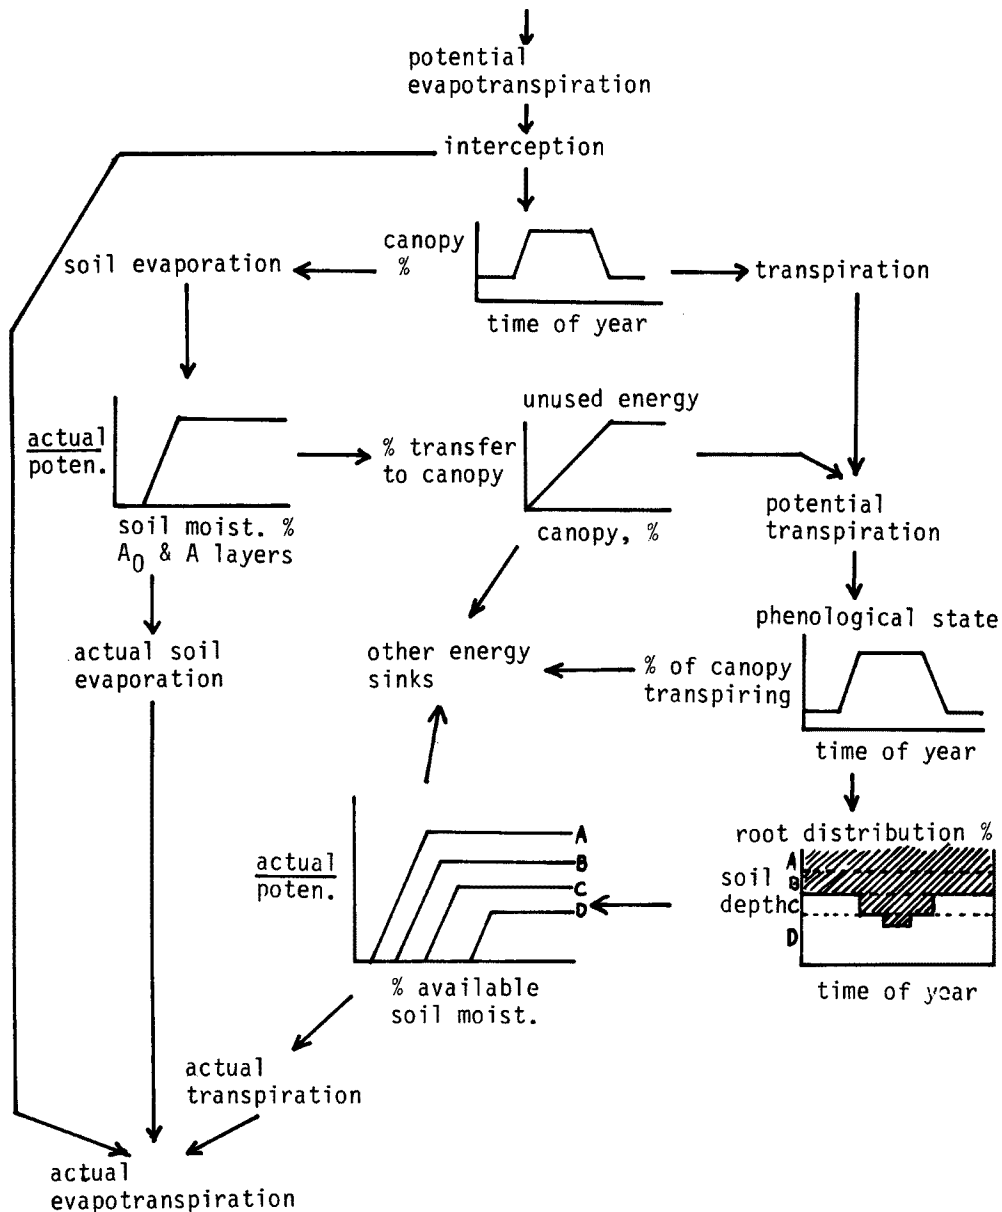 potential
evapotranspiration
interception
canopy
%
time of year
soil evaporation
transpiration
actual
poten.
soil moist. %
A0 & A layers
% transfer
to canopy
unused energy
canopy, %
potential
transpiration
actual soil
evaporation
other energy
sinks
phenological state
% of canopy
transpiring
time of year
root distribution %
soil
depth
A
B
C
D
time of year
actual
poten.
A
B
C
D
% available
soil moist.
actual
transpiration
actual
evapotranspiration